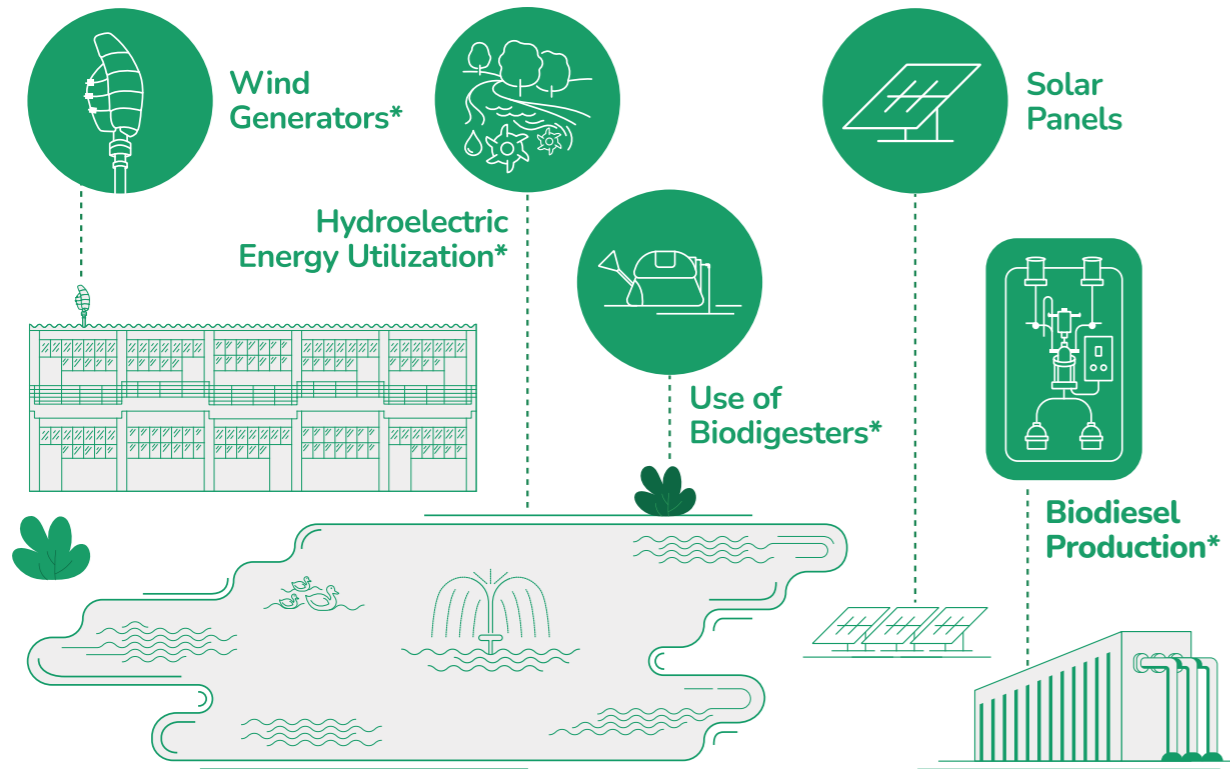 Wind
Generators*
Solar
Panels
Hydroelectric
Energy Utilization*
Use of
Biodigesters*
Biodiesel
Production*